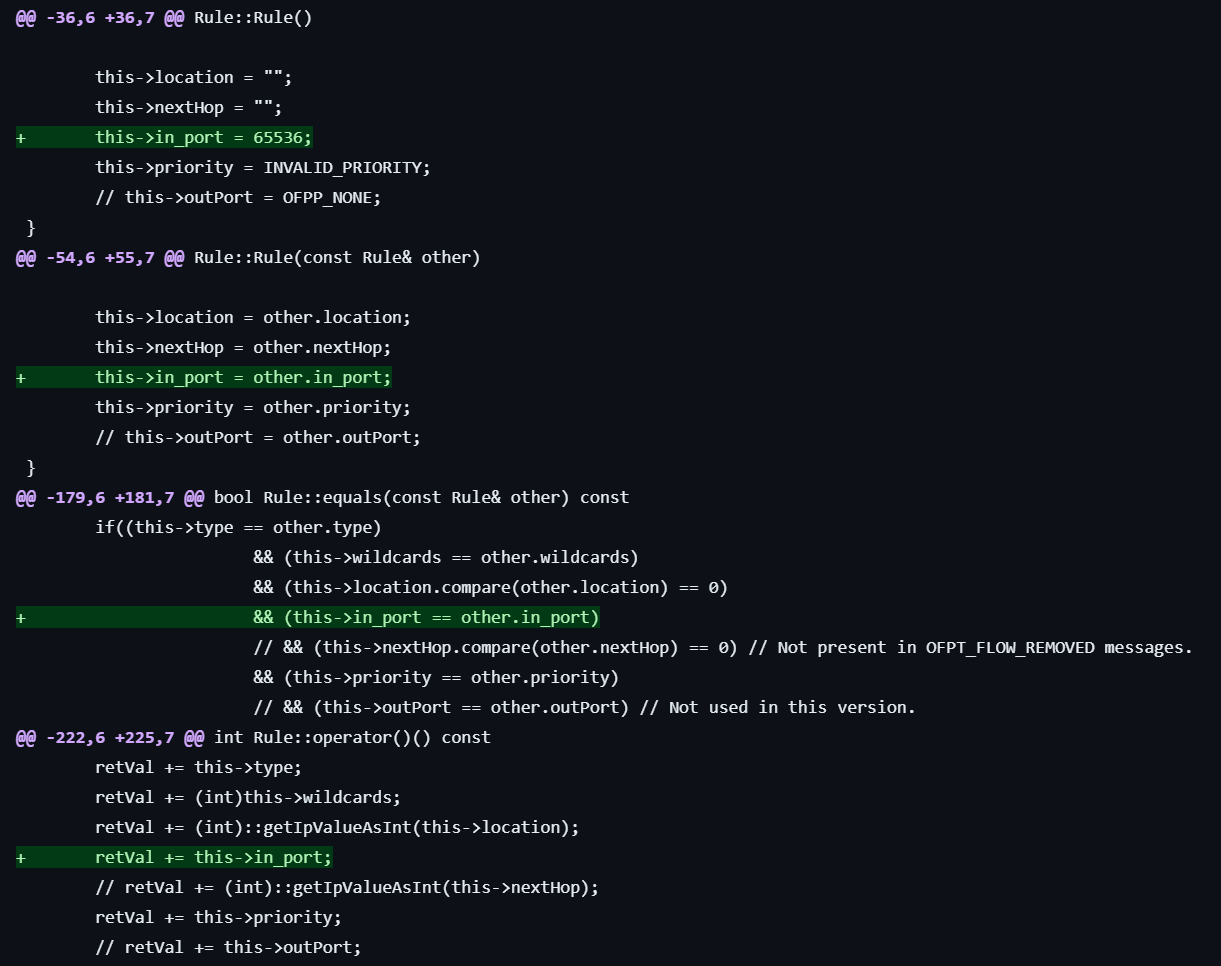 @@ -36,6 +36,7 @@ Rule::Rule()
        this->location = "";
        this->nextHop = "";
+       this->in_port = 65536;
        this->priority = INVALID_PRIORITY;
        // this->outPort = OFPP_NONE;
 }
@@ -54,6 +55,7 @@ Rule::Rule(const Rule& other)
        this->location = other.location;
        this->nextHop = other.nextHop;
+       this->in_port = other.in_port;
        this->priority = other.priority;
        // this->outPort = other.outPort;
 }
@@ -179,6 +181,7 @@ bool Rule::equals(const Rule& other) const
        if((this->type == other.type)
                        && (this->wildcards == other.wildcards)
                        && (this->location.compare(other.location) == 0)
+                       && (this->in_port == other.in_port)
                        // && (this->nextHop.compare(other.nextHop) == 0) // Not present in OFPT_FLOW_REMOVED messages.
                        && (this->priority == other.priority)
                        // && (this->outPort == other.outPort) // Not used in this version.
@@ -222,6 +225,7 @@ int Rule::operator()() const
        retVal += this->type;
        retVal += (int)this->wildcards;
        retVal += (int)::getIpValueAsInt(this->location);
+       retVal += this->in_port;
        // retVal += (int)::getIpValueAsInt(this->nextHop);
        retVal += this->priority;
        // retVal += this->outPort;